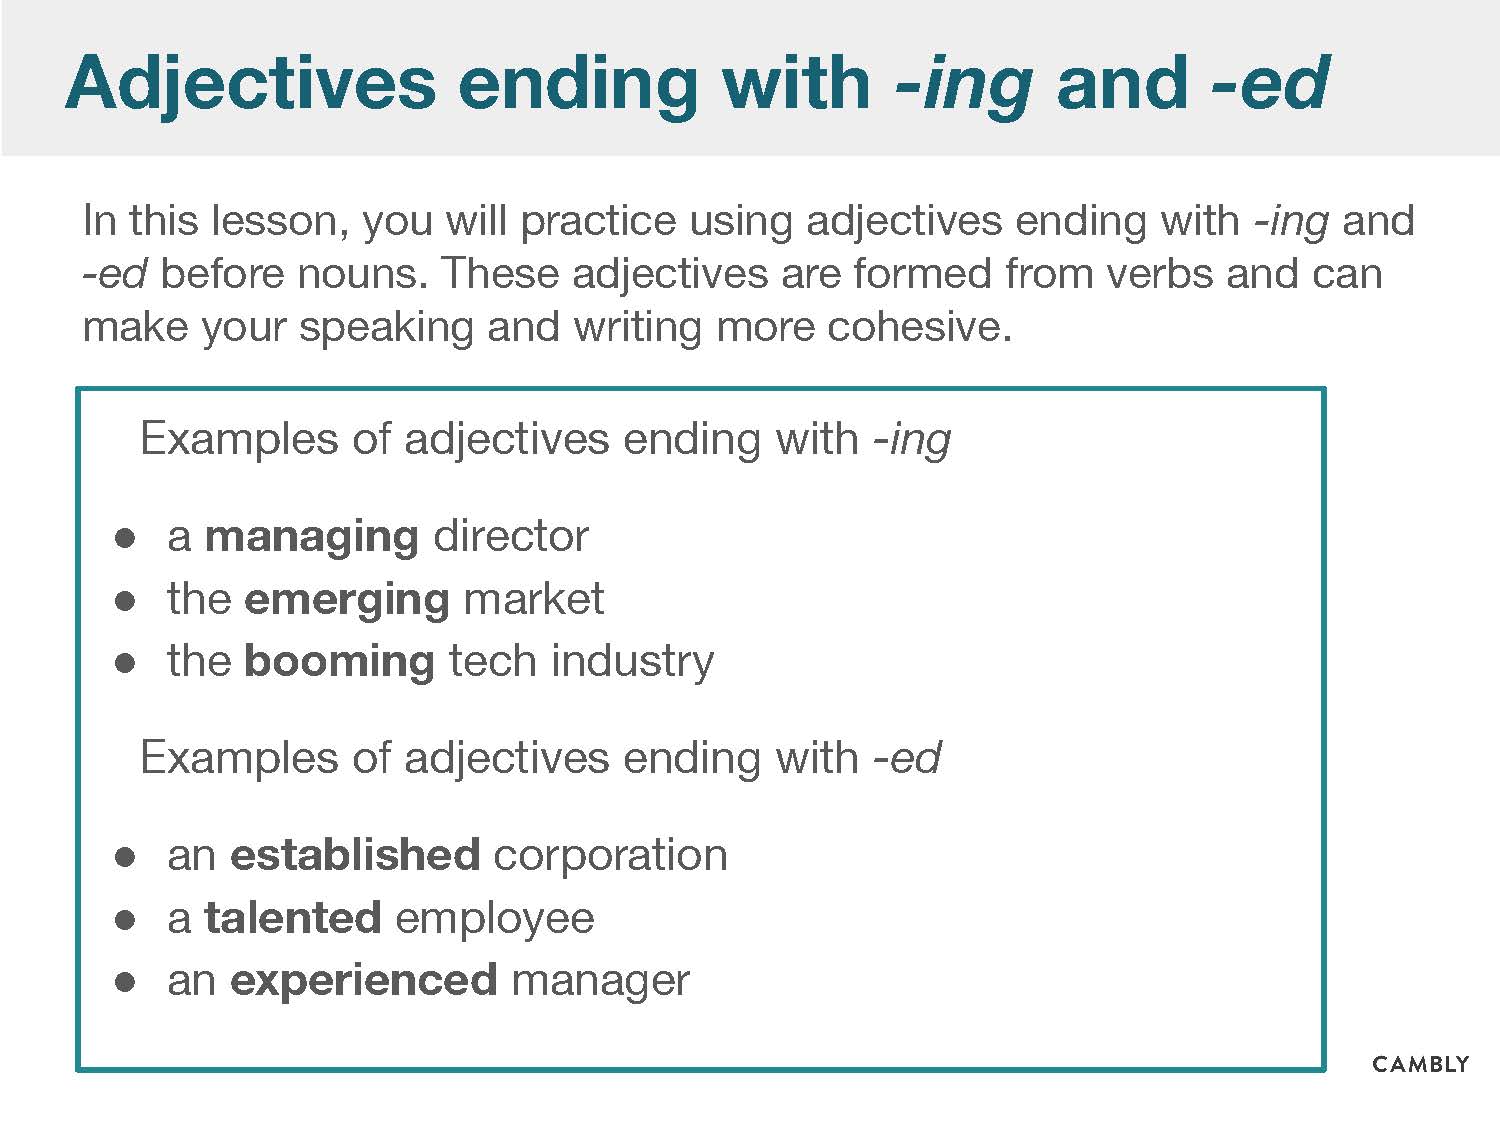 Adjectives ending with -ing and -ed
In this lesson, you will practice using adjectives ending with -ing and
-ed before nouns. These adjectives are formed from verbs and can
make your speaking and writing more cohesive.
Examples of adjectives ending with -ing
● a managing director
● the emerging market
● the booming tech industry
Examples of adjectives ending with -ed
● an established corporation
● a talented employee
● an experienced manager
CAMBLY